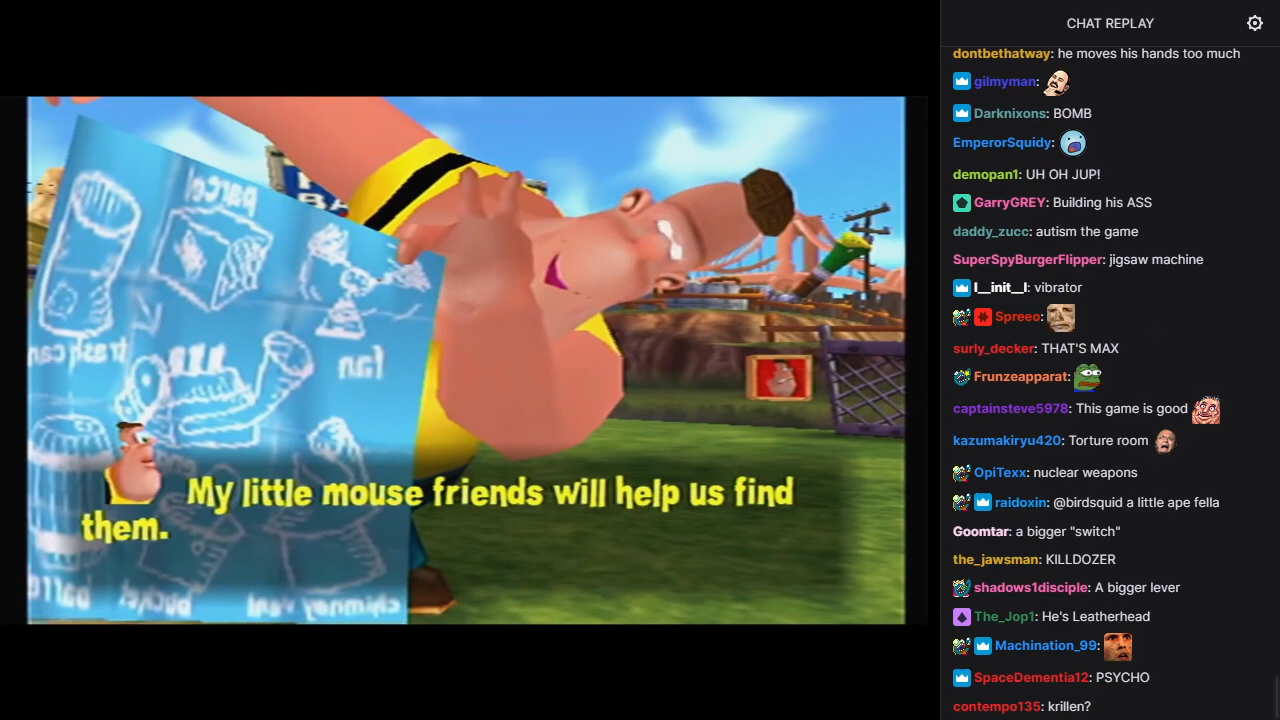 CHAT REPLAY
dontbethatway: he moves his hands too much
gilmyman:
Darknixons: BOMB
EmperorSquidy:
demopan1: UH OH JUP!
GarryGREY: Building his ASS
daddy_zucc: autism the game
SuperSpyBurgerFlipper: jigsaw machine
I__init__I: vibrator
Spreeo:
surly_decker: THAT'S MAX
Frunzeapparat:
captainsteve5978: This game is good
kazumakiryu420: Torture room
OpiTexx: nuclear weapons
raidoxin: @birdsquid a little ape fella
Goomtar: a bigger "switch"
the_jawsman: KILLDOZER
shadows1disciple: A bigger lever
The_Jop1: He's Leatherhead
Machination_99:
SpaceDementia12: PSYCHO
contempo135: krillen?
parcel
trashcan
fan
bucket
My little mouse friends will help us find
them.